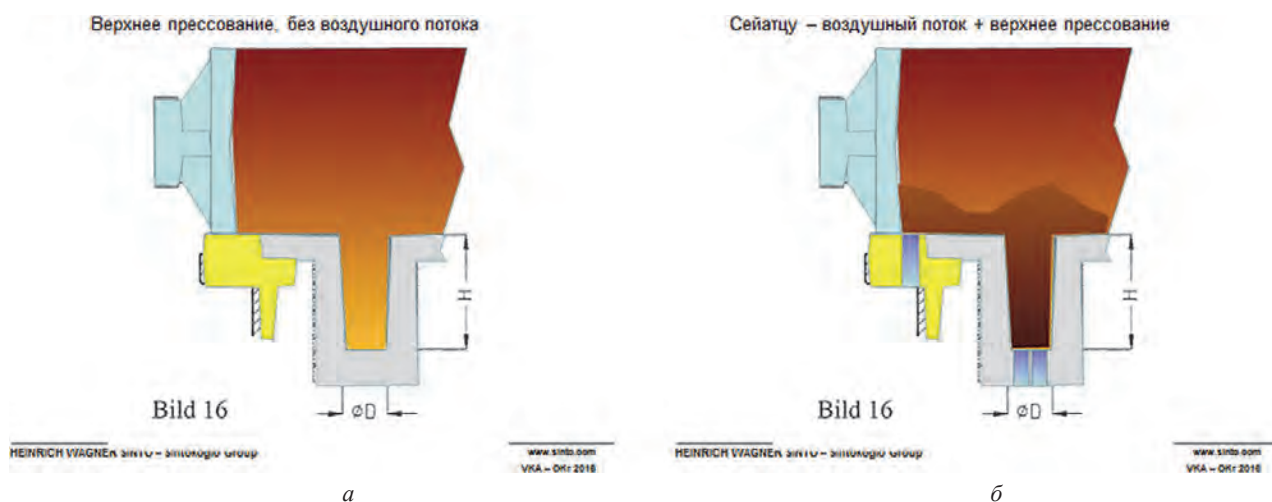 Верхнее прессование, без воздушного потока
H
Bild 16
ØD
HEINRICH WAGNER SINTO – Sintokogio Group
www.sinto.com
VKA – OKr 2016
а
Сейатцу – воздушный поток + верхнее прессование
H
Bild 16
ØD
HEINRICH WAGNER SINTO – Sintokogio Group
www.sinto.com
VKA – OKr 2016
б